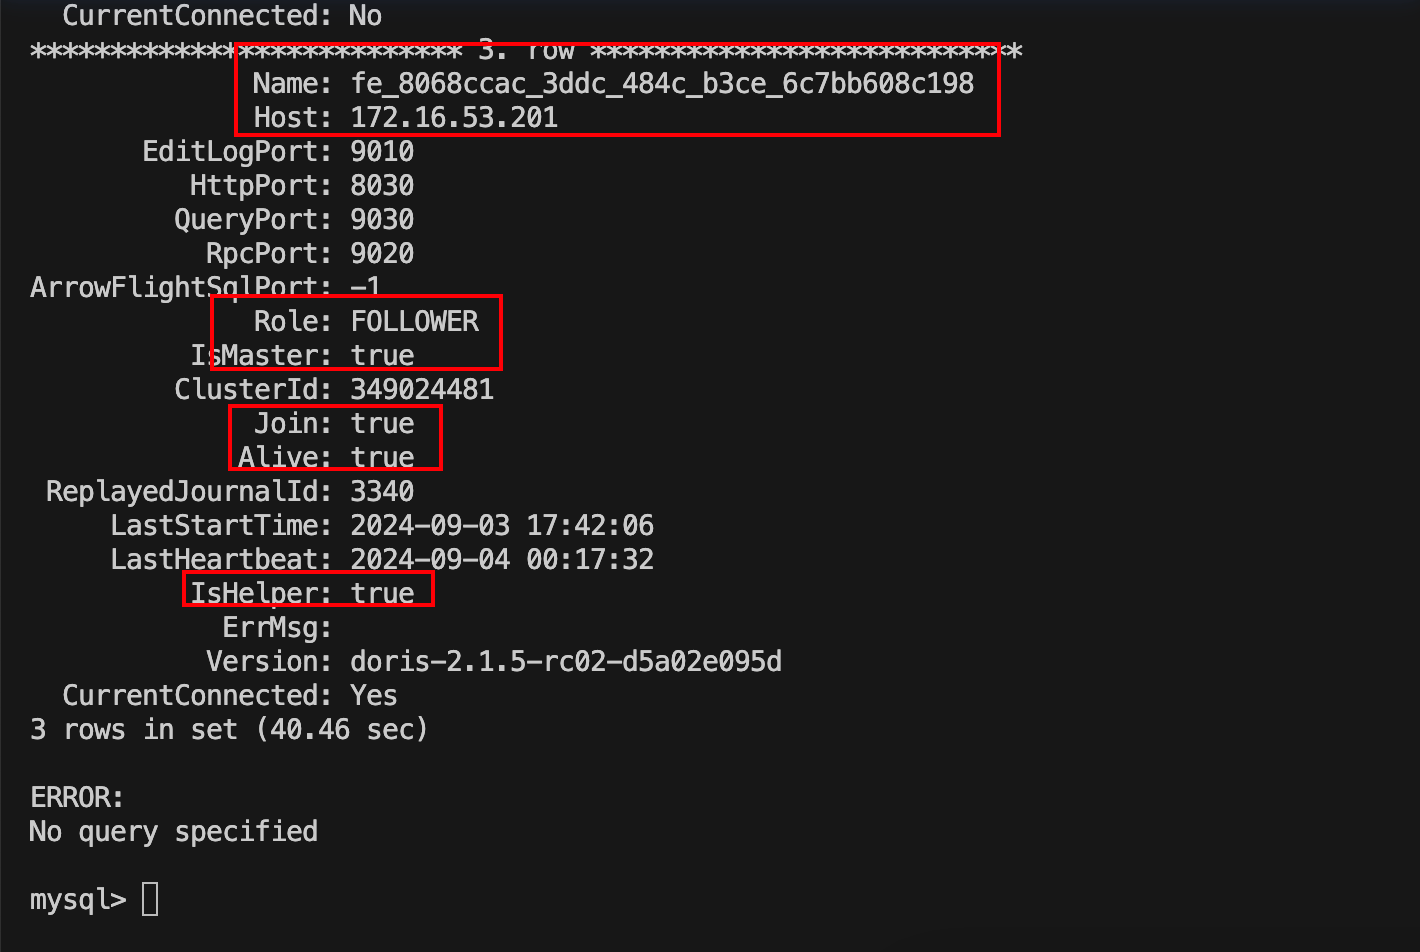 CurrentConnected: No
*************************** 3. row ***************************
Name: fe_8068ccac_3ddc_484c_b3ce_6c7bb608c198
Host: 172.16.53.201
EditLogPort: 9010
HttpPort: 8030
QueryPort: 9030
RpcPort: 9020
ArrowFlightSqlPort: -1
Role: FOLLOWER
IsMaster: true
ClusterId: 349024481
Join: true
Alive: true
ReplayedJournalId: 3340
LastStartTime: 2024-09-03 17:42:06
LastHeartbeat: 2024-09-04 00:17:32
IsHelper: true
ErrMsg:
Version: doris-2.1.5-rc02-d5a02e095d
CurrentConnected: Yes
3 rows in set (40.46 sec)
ERROR:
No query specified
mysql>